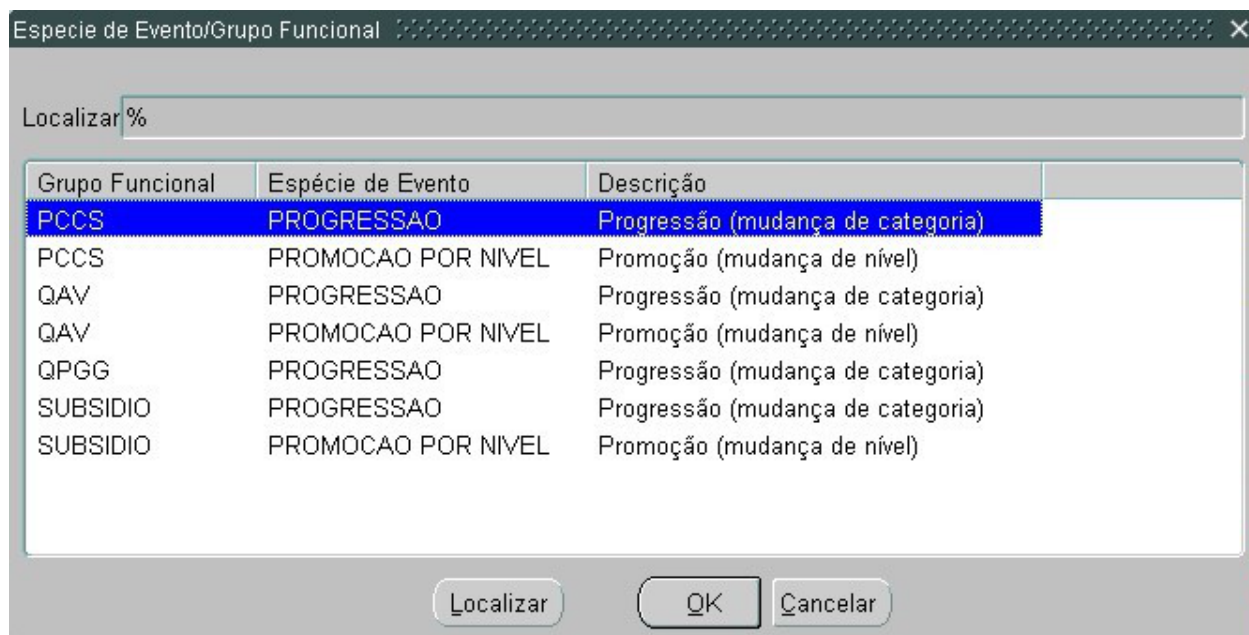 Especie de Evento/Grupo Funcional
Localizar %
Grupo Funcional Espécie de Evento Descrição
PCCS PROGRESSAO Progressão (mudança de categoria)
PCCS PROMOCAO POR NIVEL Promoção (mudança de nível)
QAV PROGRESSAO Progressão (mudança de categoria)
QAV PROMOCAO POR NIVEL Promoção (mudança de nível)
QPGG PROGRESSAO Progressão (mudança de categoria)
SUBSIDIO PROGRESSAO Progressão (mudança de categoria)
SUBSIDIO PROMOCAO POR NIVEL Promoção (mudança de nível)
Localizar OK Cancelar